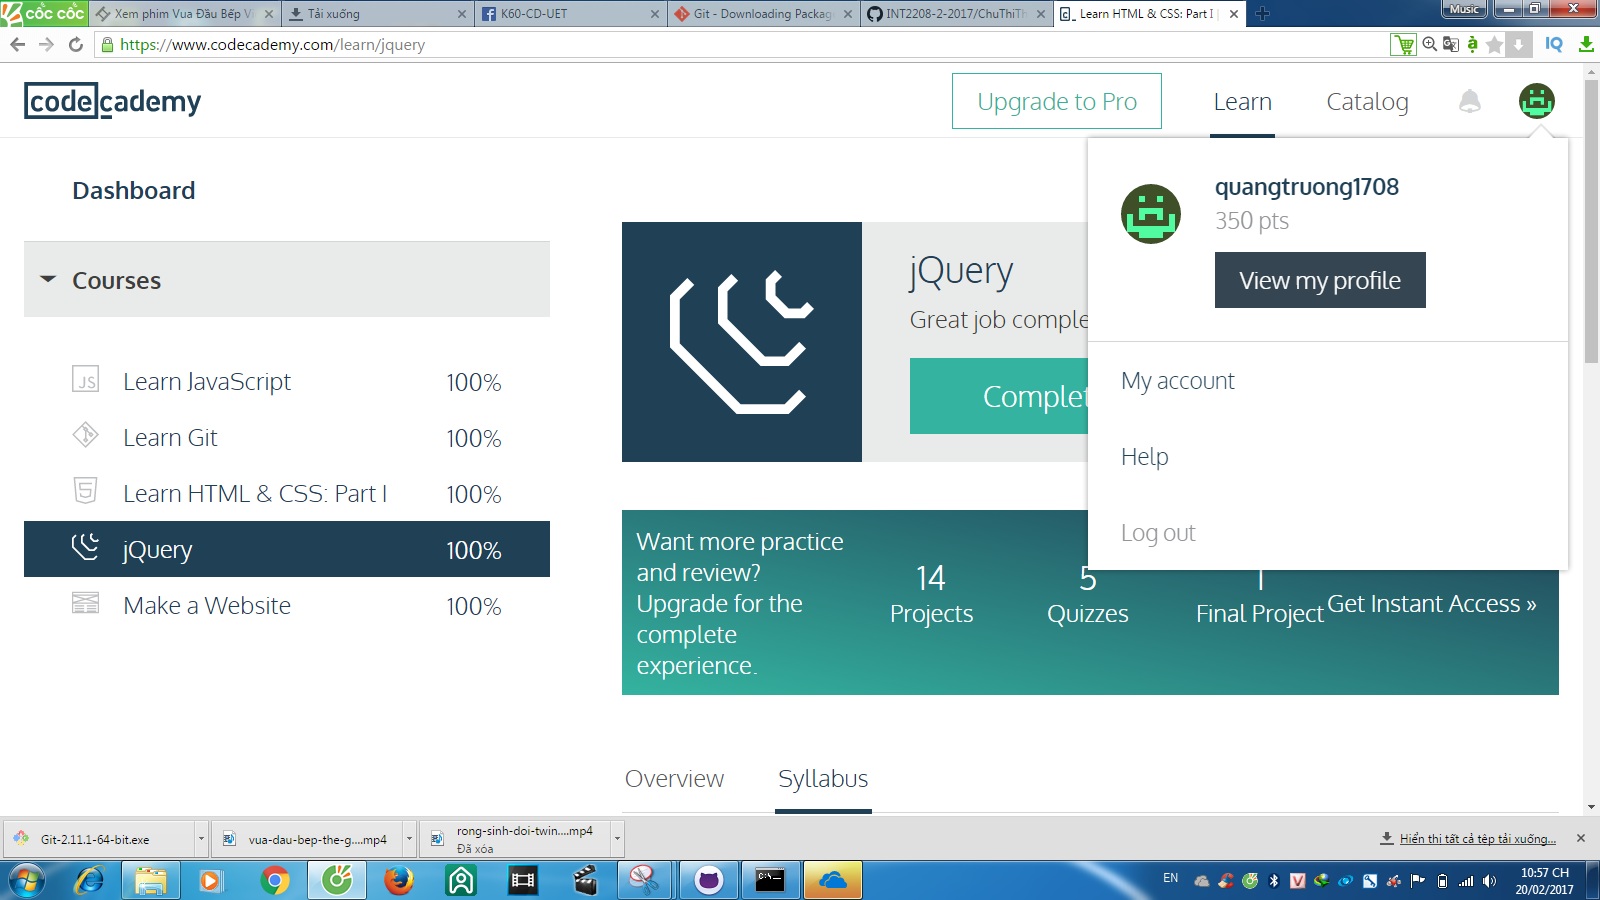 cốc cốc
Xem phim Vua Đầu Bếp V
Tải xuống
K60-CD-UET
Git - Downloading Packag
INT2208-2-2017/ChuThiTh
Learn HTML & CSS: Part I |
Music
https://www.codecademy.com/learn/jquery
IQ
codecademy
Upgrade to Pro
Learn
Catalog
quangtruong1708
350 pts
View my profile
My account
Help
Log out
Dashboard
Courses
JS Learn JavaScript 100%
Learn Git 100%
Learn HTML & CSS: Part I 100%
jQuery 100%
Make a Website 100%
jQuery
Great job comple
Complet
Want more practice
and review?
Upgrade for the
complete
experience.
14
Projects
5
Quizzes
1
Final Project
Get Instant Access »
Overview
Syllabus
Git-2.11.1-64-bit.exe
vua-dau-bep-the-g....mp4
rong-sinh-doi-twin....mp4
Đã xóa
Hiển thị tất cả tệp tải xuống...
EN
10:57 CH
20/02/2017